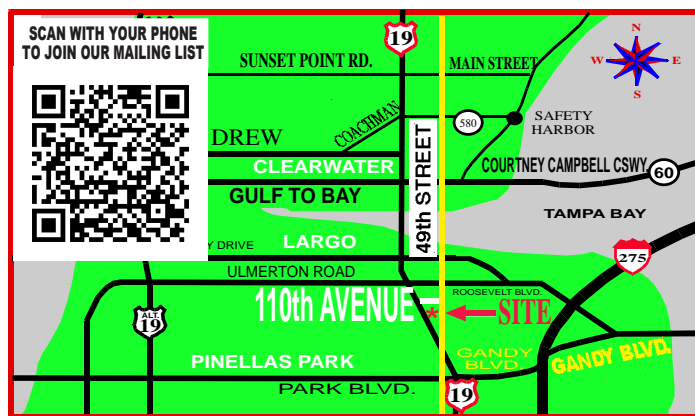 SCAN WITH YOUR PHONE
TO JOIN OUR MAILING LIST
19
N
W E
S
SUNSET POINT RD.
MAIN STREET
COACHMAN
580
SAFETY
HARBOR
DREW
49th STREET
CLEARWATER
COURTNEY CAMPBELL CSWY.
60
GULF TO BAY
TAMPA BAY
Y DRIVE
LARGO
275
ULMERTON ROAD
ROOSEVELT BLVD.
110th AVENUE
* SITE
ALT.
19
GANDY
BLVD.
GANDY BLVD.
PINELLAS PARK
PARK BLVD.
19